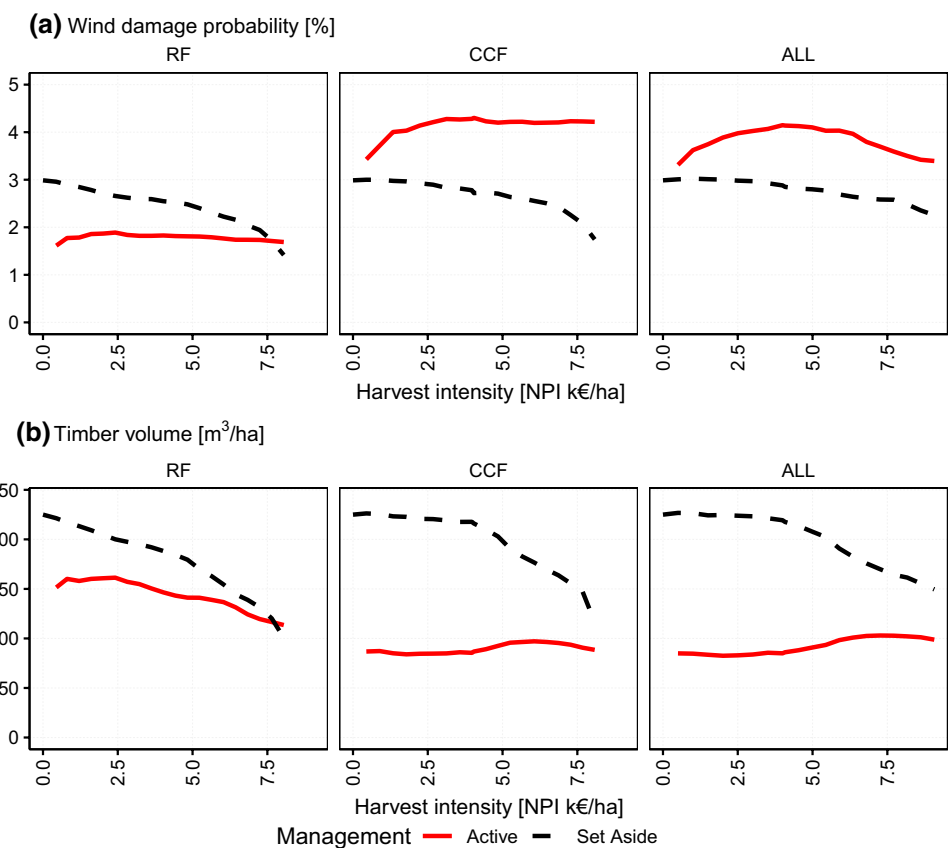 (a) Wind damage probability [%]
RF CCF ALL
5
4
3
2
1
0
0.0 2.5 5.0 7.5 0.0 2.5 5.0 7.5 0.0 2.5 5.0 7.5
Harvest intensity [NPI k€/ha]
(b) Timber volume [m³/ha]
RF CCF ALL
50
00
50
00
50
0
0.0 2.5 5.0 7.5 0.0 2.5 5.0 7.5 0.0 2.5 5.0 7.5
Harvest intensity [NPI k€/ha]
Management Active Set Aside